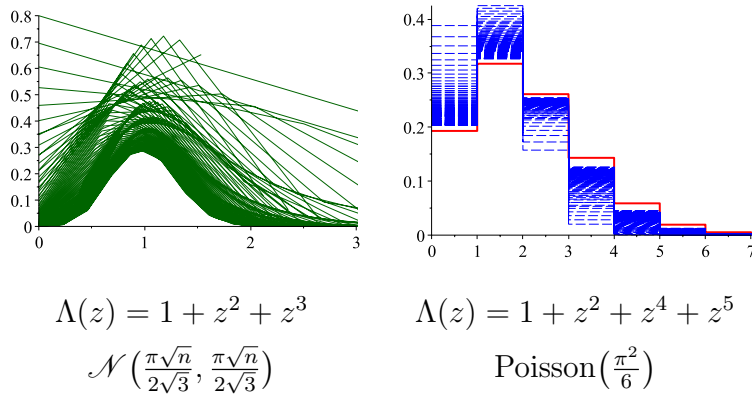 0.8
0.7
0.6
0.5
0.4
0.3
0.2
0.1
0
0 1 2 3
0.4
0.3
0.2
0.1
0
0 1 2 3 4 5 6 7
Λ(z) = 1 + z² + z³
𝒩(π√n/2√3, π√n/2√3)
Λ(z) = 1 + z² + z⁴ + z⁵
Poisson(π²/6)